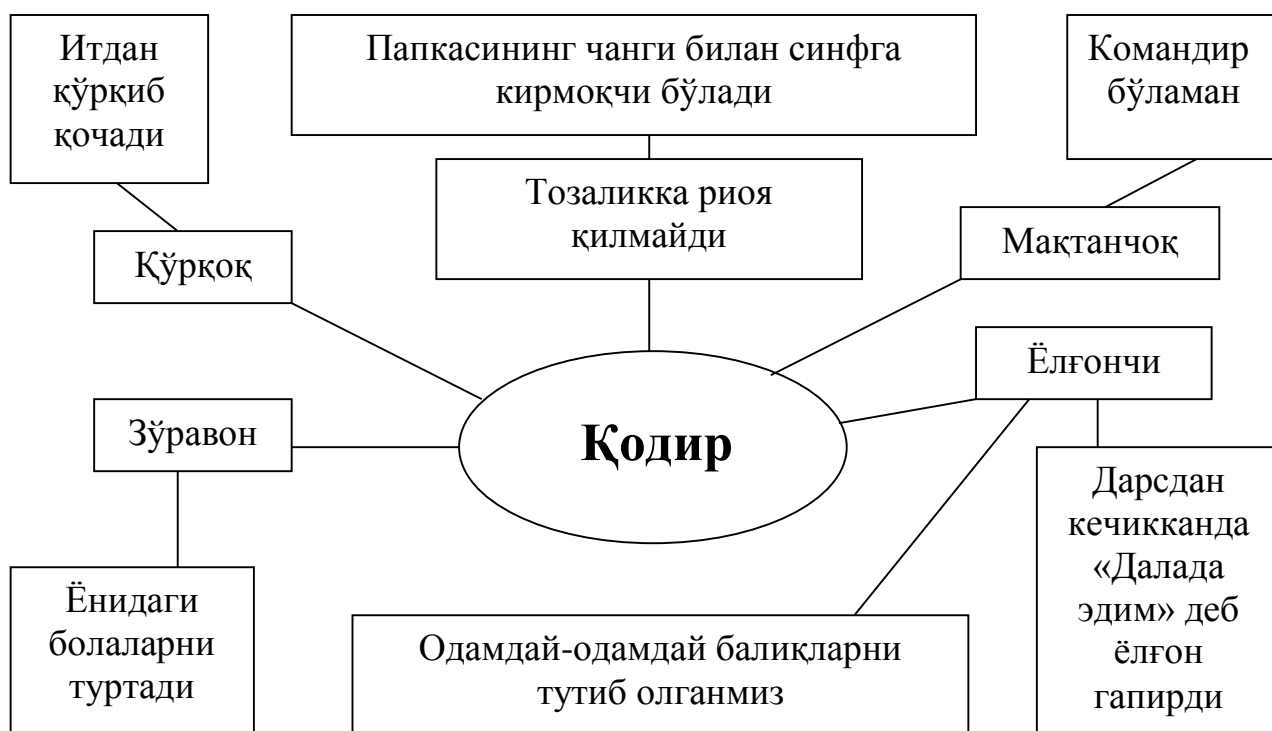 Итдан
қўрқиб
қочади
Папкасининг чанги билан синфга
кирмоқчи бўлади
Командир
бўламан
Тозаликка риоя
қилмайди
Қўрқоқ
Мақтанчоқ
Ёлғончи
Зўравон
Қодир
Дарсдан
кечикканда
«Далада
эдим» деб
ёлғон
гапирди
Ёнидаги
болаларни
туртади
Одамдай-одамдай балиқларни
тутиб олганмиз